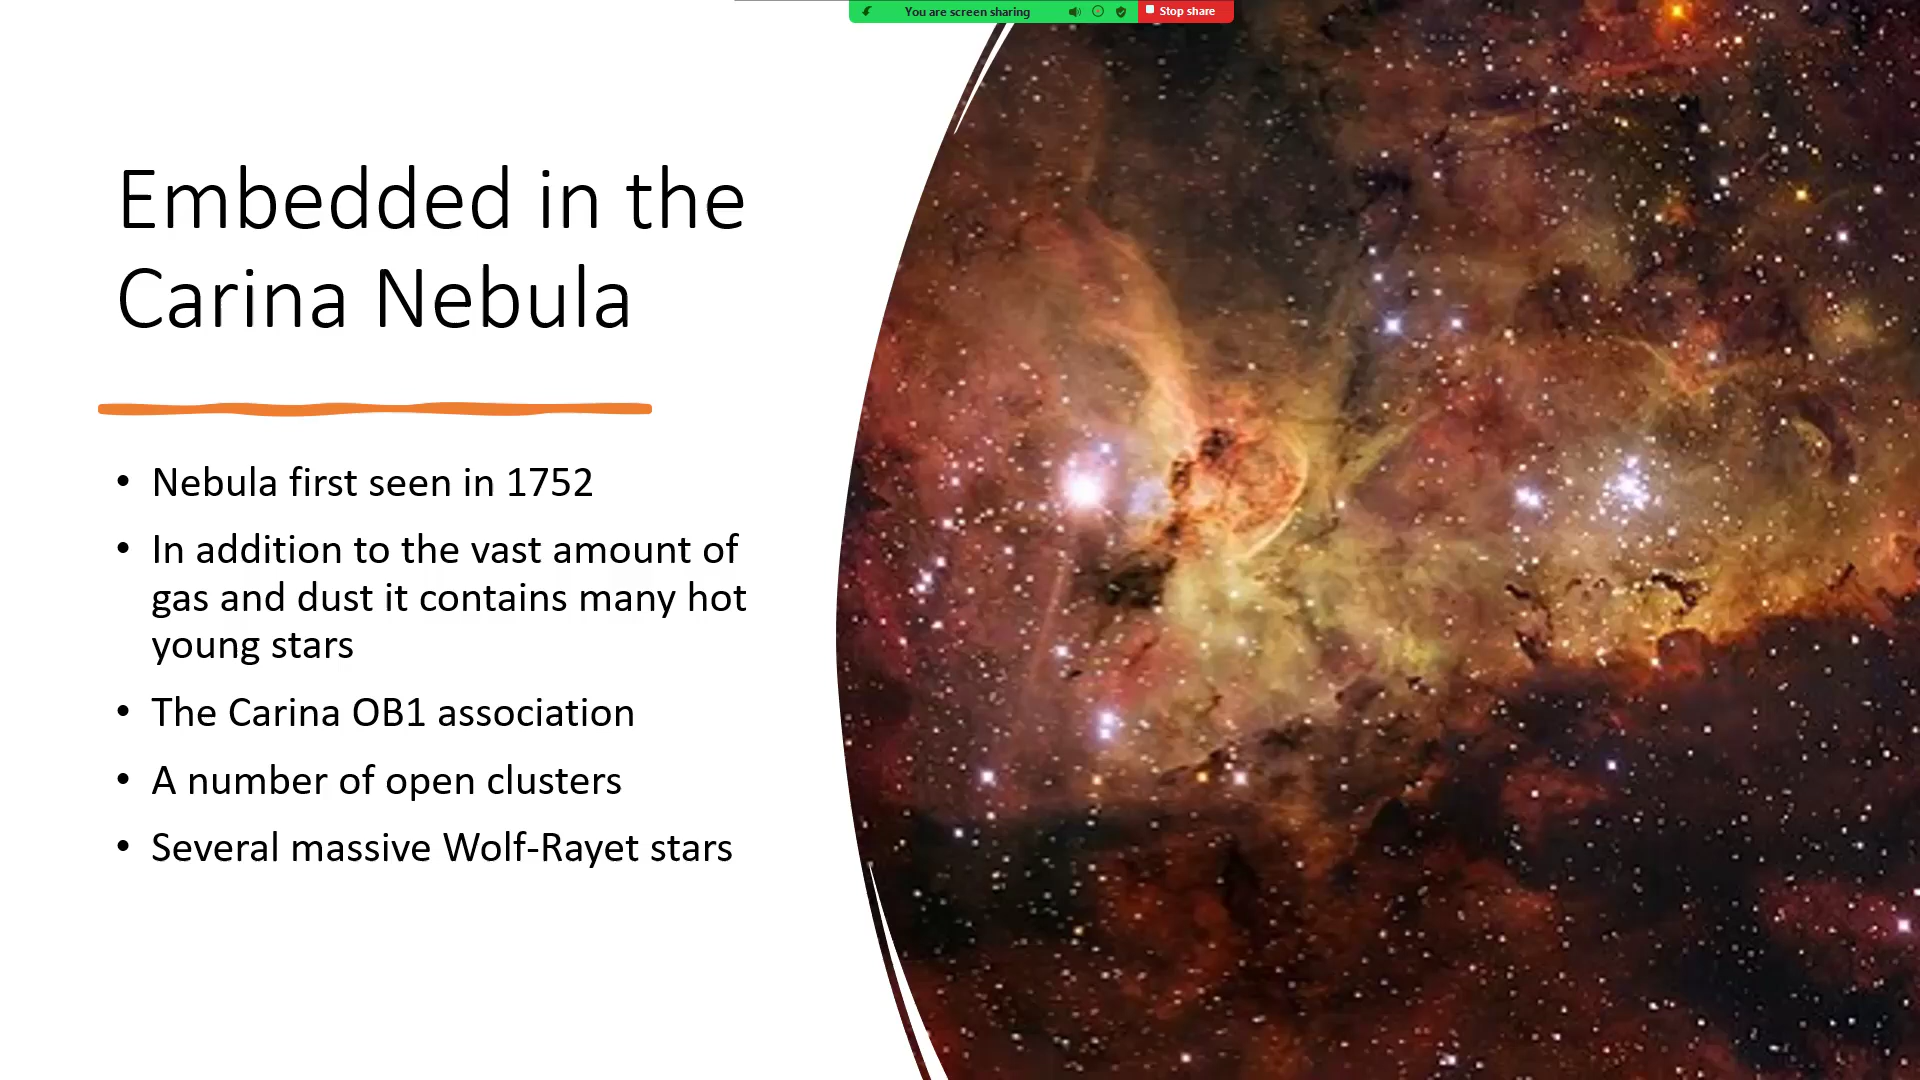 You are screen sharing
Stop share
Embedded in the
Carina Nebula
• Nebula first seen in 1752
• In addition to the vast amount of
gas and dust it contains many hot
young stars
• The Carina OB1 association
• A number of open clusters
• Several massive Wolf-Rayet stars